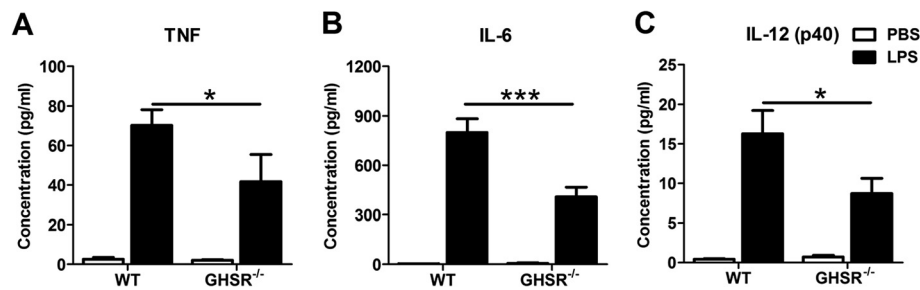 A
TNF
Concentration (pg/ml)
100
80
60
40
20
0
*
WT
GHSR-/-
B
IL-6
Concentration (pg/ml)
1200
900
600
300
0
***
WT
GHSR-/-
C
IL-12 (p40)
PBS
LPS
Concentration (pg/ml)
25
20
15
10
5
0
*
WT
GHSR-/-